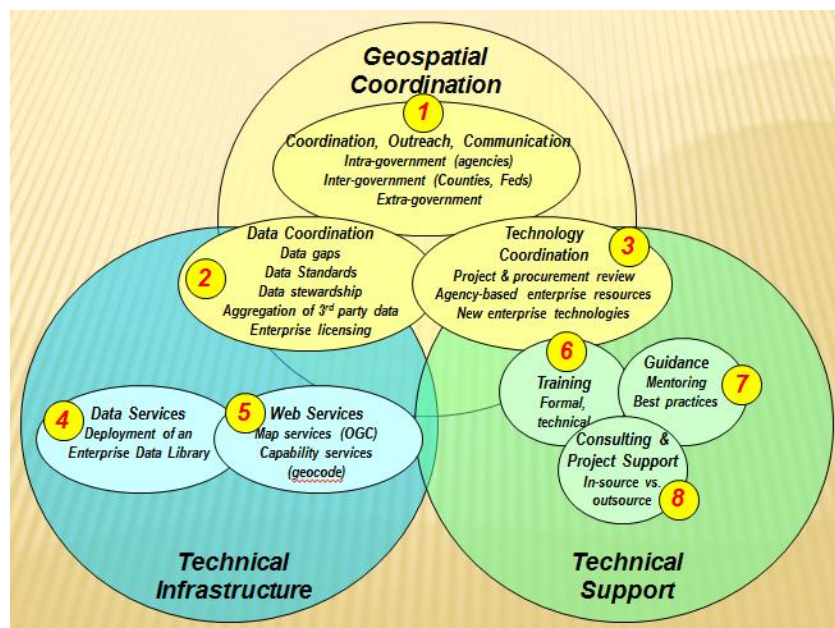 Geospatial
Coordination
1
Coordination, Outreach, Communication
Intra-government (agencies)
Inter-government (Counties, Feds)
Extra-government
2
Data Coordination
Data gaps
Data Standards
Data stewardship
Aggregation of 3rd party data
Enterprise licensing
3
Technology
Coordination
Project & procurement review
Agency-based enterprise resources
New enterprise technologies
4
Data Services
Deployment of an
Enterprise Data Library
5
Web Services
Map services (OGC)
Capability services
(geocode)
6
Training
Formal,
technical
Guidance
Mentoring
Best practices
7
Consulting &
Project Support
In-source vs.
outsource
8
Technical
Infrastructure
Technical
Support